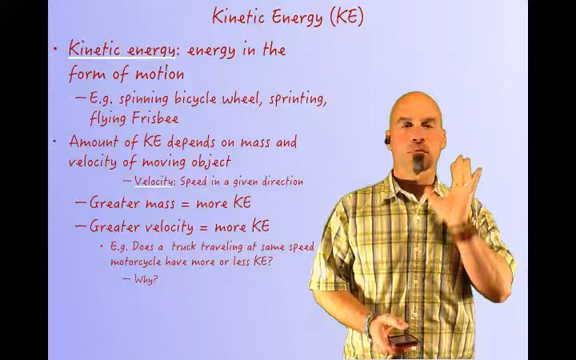 Kinetic Energy (KE)
• Kinetic energy: energy in the
form of motion
– E.g. spinning bicycle wheel, sprinting,
flying Frisbee
• Amount of KE depends on mass and
velocity of moving object
– Velocity: Speed in a given direction
– Greater mass = more KE
– Greater velocity = more KE
• E.g. Does a truck traveling at same speed
motorcycle have more or less KE?
– Why?